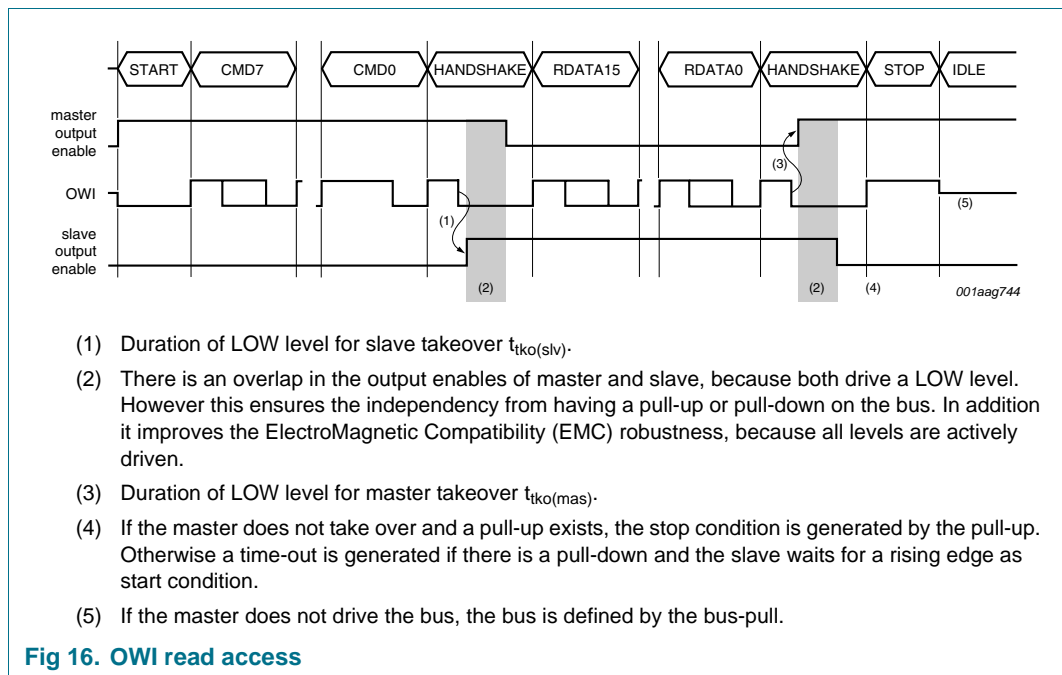 START CMD7 CMD0 HANDSHAKE RDATA15 RDATA0 HANDSHAKE STOP IDLE
master
output
enable
(3)
OWI
(5)
(1)
slave
output
enable
(2) (2) (4)
001aag744
(1) Duration of LOW level for slave takeover ttko(slv).
(2) There is an overlap in the output enables of master and slave, because both drive a LOW level.
However this ensures the independency from having a pull-up or pull-down on the bus. In addition
it improves the ElectroMagnetic Compatibility (EMC) robustness, because all levels are actively
driven.
(3) Duration of LOW level for master takeover ttko(mas).
(4) If the master does not take over and a pull-up exists, the stop condition is generated by the pull-up.
Otherwise a time-out is generated if there is a pull-down and the slave waits for a rising edge as
start condition.
(5) If the master does not drive the bus, the bus is defined by the bus-pull.
Fig 16. OWI read access